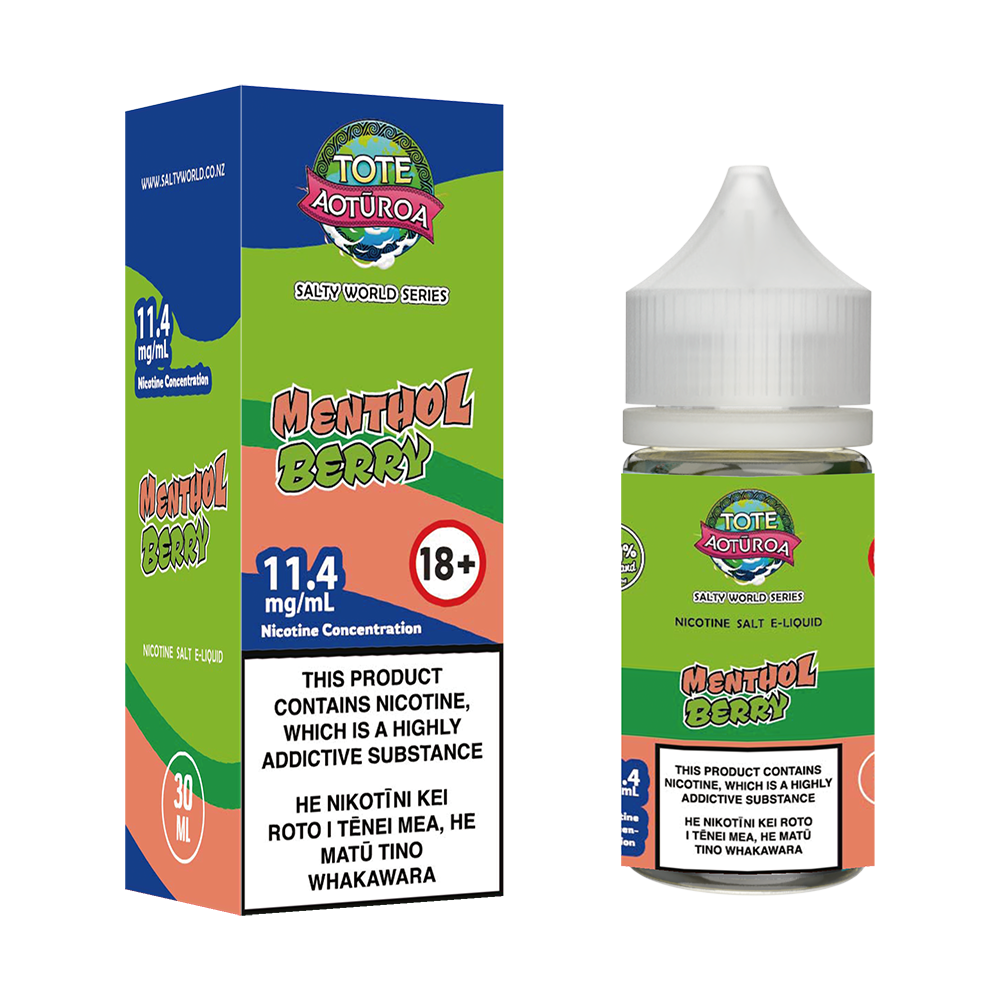 WWW.SALTYWORLD.CO.NZ
11.4
mg/mL
Nicotine Concentration
MENTHOL
BERRY
NICOTINE SALT E-LIQUID
30
ML
TOTE
AOTŪROA
SALTY WORLD SERIES
MENTHOL
BERRY
18+
11.4
mg/mL
Nicotine Concentration
THIS PRODUCT
CONTAINS NICOTINE,
WHICH IS A HIGHLY
ADDICTIVE SUBSTANCE
HE NIKOTĪNI KEI
ROTO I TĒNEI MEA, HE
MATŪ TINO
WHAKAWARA
TOTE
AOTŪROA
SALTY WORLD SERIES
NICOTINE SALT E-LIQUID
MENTHOL
BERRY
.4
mL
THIS PRODUCT CONTAINS
NICOTINE, WHICH IS A HIGHLY
ADDICTIVE SUBSTANCE
HE NIKOTĪNI KEI ROTO
I TĒNEI MEA, HE MATŪ
TINO WHAKAWARA